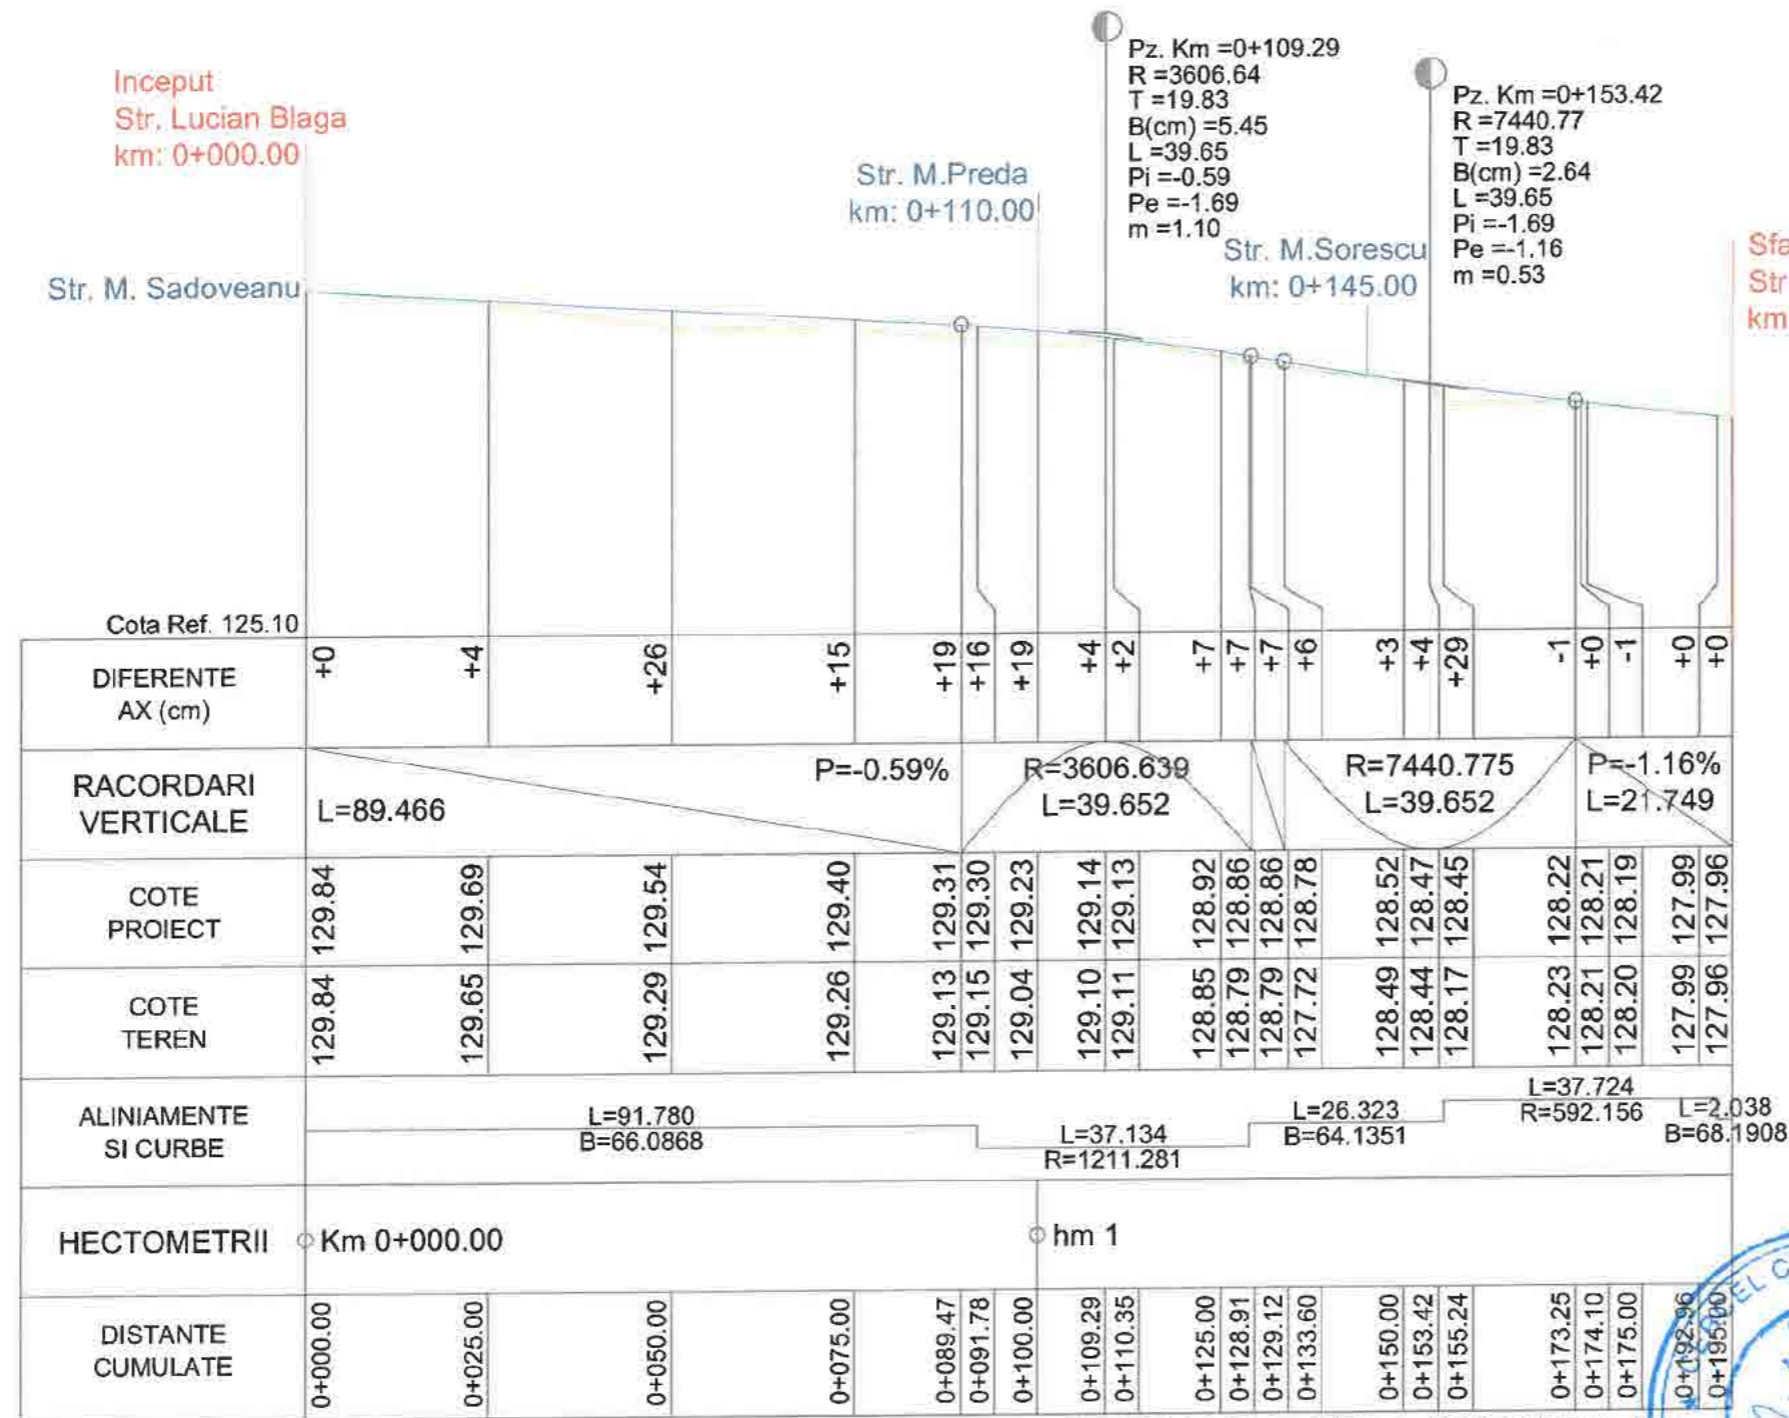 Inceput
Str. Lucian Blaga
km: 0+000.00
Str. M. Sadoveanu
Str. M.Preda
km: 0+110.00
Pz. Km =0+109.29
R =3606.64
T =19.83
B(cm) =5.45
L =39.65
Pi =-0.59
Pe =-1.69
m =1.10
Str. M.Sorescu
km: 0+145.00
Pz. Km =0+153.42
R =7440.77
T =19.83
B(cm) =2.64
L =39.65
Pi =-1.69
Pe =-1.16
m =0.53
Sfa
Str
km
Cota Ref. 125.10
DIFERENTE
AX (cm)
+0 +4 +26 +15 +19 +16 +19 +4 +2 +7 +7 +7 +6 +3 +4 +29 -1 +0 -1 +0 +0
RACORDARI
VERTICALE
L=89.466
P=-0.59%
R=3606.639
L=39.652
R=7440.775
L=39.652
P=-1.16%
L=21.749
COTE
PROIECT
129.84 129.69 129.54 129.40 129.31 129.30 129.23 129.14 129.13 128.92 128.86 128.86 128.78 128.52 128.47 128.45 128.22 128.21 128.19 127.99 127.96
COTE
TEREN
129.84 129.65 129.29 129.26 129.13 129.15 129.04 129.10 129.11 128.85 128.79 128.79 127.72 128.49 128.44 128.17 128.23 128.21 128.20 127.99 127.96
ALINIAMENTE
SI CURBE
L=91.780
B=66.0868
L=37.134
R=1211.281
L=26.323
B=64.1351
L=37.724
R=592.156
L=2.038
B=68.1908
HECTOMETRII
Km 0+000.00
hm 1
DISTANTE
CUMULATE
0+000.00 0+025.00 0+050.00 0+075.00 0+089.47 0+091.78 0+100.00 0+109.29 0+110.35 0+125.00 0+128.91 0+129.12 0+133.60 0+150.00 0+153.42 0+155.24 0+173.25 0+174.10 0+175.00 0+192.96 0+195.00